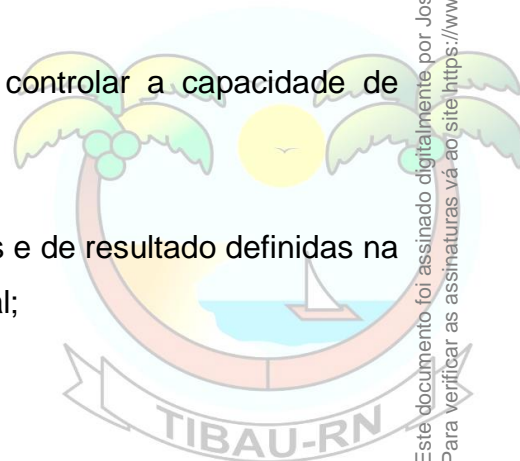 controlar a capacidade de
s e de resultado definidas na
al;
TIBAU-RN
Este documento foi assinado digitalmente por Jos
Para verificar as assinaturas vá ao site https://ww